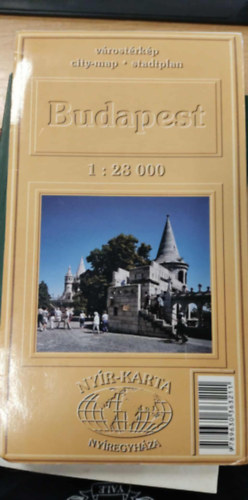 várostérkép
city-map • stadtplan
Budapest
1 : 28 000
NYÍR-KARTA
NYÍREGYHÁZA